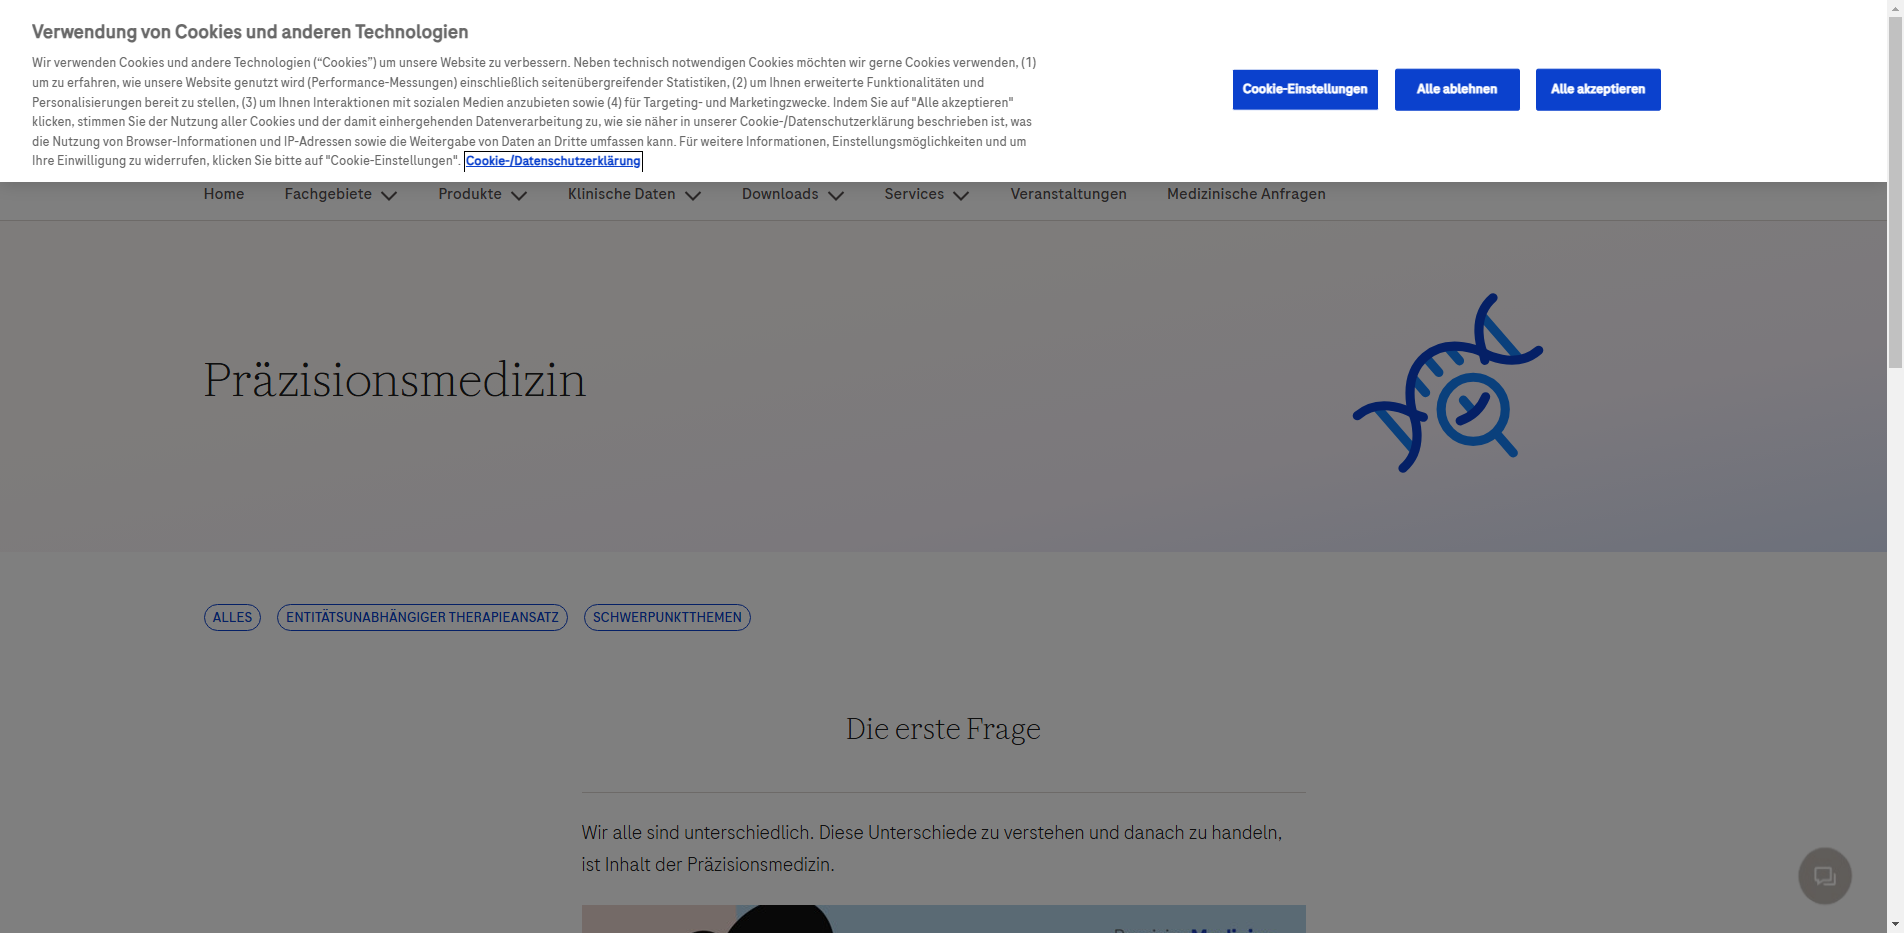 Verwendung von Cookies und anderen Technologien
Wir verwenden Cookies und andere Technologien (“Cookies”) um unsere Website zu verbessern. Neben technisch notwendigen Cookies möchten wir gerne Cookies verwenden, (1)
um zu erfahren, wie unsere Website genutzt wird (Performance-Messungen) einschließlich seitenübergreifender Statistiken, (2) um Ihnen erweiterte Funktionalitäten und
Personalisierungen bereit zu stellen, (3) um Ihnen Interaktionen mit sozialen Medien anzubieten sowie (4) für Targeting- und Marketingzwecke. Indem Sie auf "Alle akzeptieren"
klicken, stimmen Sie der Nutzung aller Cookies und der damit einhergehenden Datenverarbeitung zu, wie sie näher in unserer Cookie-/Datenschutzerklärung beschrieben ist, was
die Nutzung von Browser-Informationen und IP-Adressen sowie die Weitergabe von Daten an Dritte umfassen kann. Für weitere Informationen, Einstellungsmöglichkeiten und um
Ihre Einwilligung zu widerrufen, klicken Sie bitte auf "Cookie-Einstellungen". Cookie-/Datenschutzerklärung
Cookie-Einstellungen Alle ablehnen Alle akzeptieren
Home Fachgebiete Produkte Klinische Daten Downloads Services Veranstaltungen Medizinische Anfragen
Präzisionsmedizin
ALLES ENTITÄTSUNABHÄNGIGER THERAPIEANSATZ SCHWERPUNKTTHEMEN
Die erste Frage
Wir alle sind unterschiedlich. Diese Unterschiede zu verstehen und danach zu handeln,
ist Inhalt der Präzisionsmedizin.